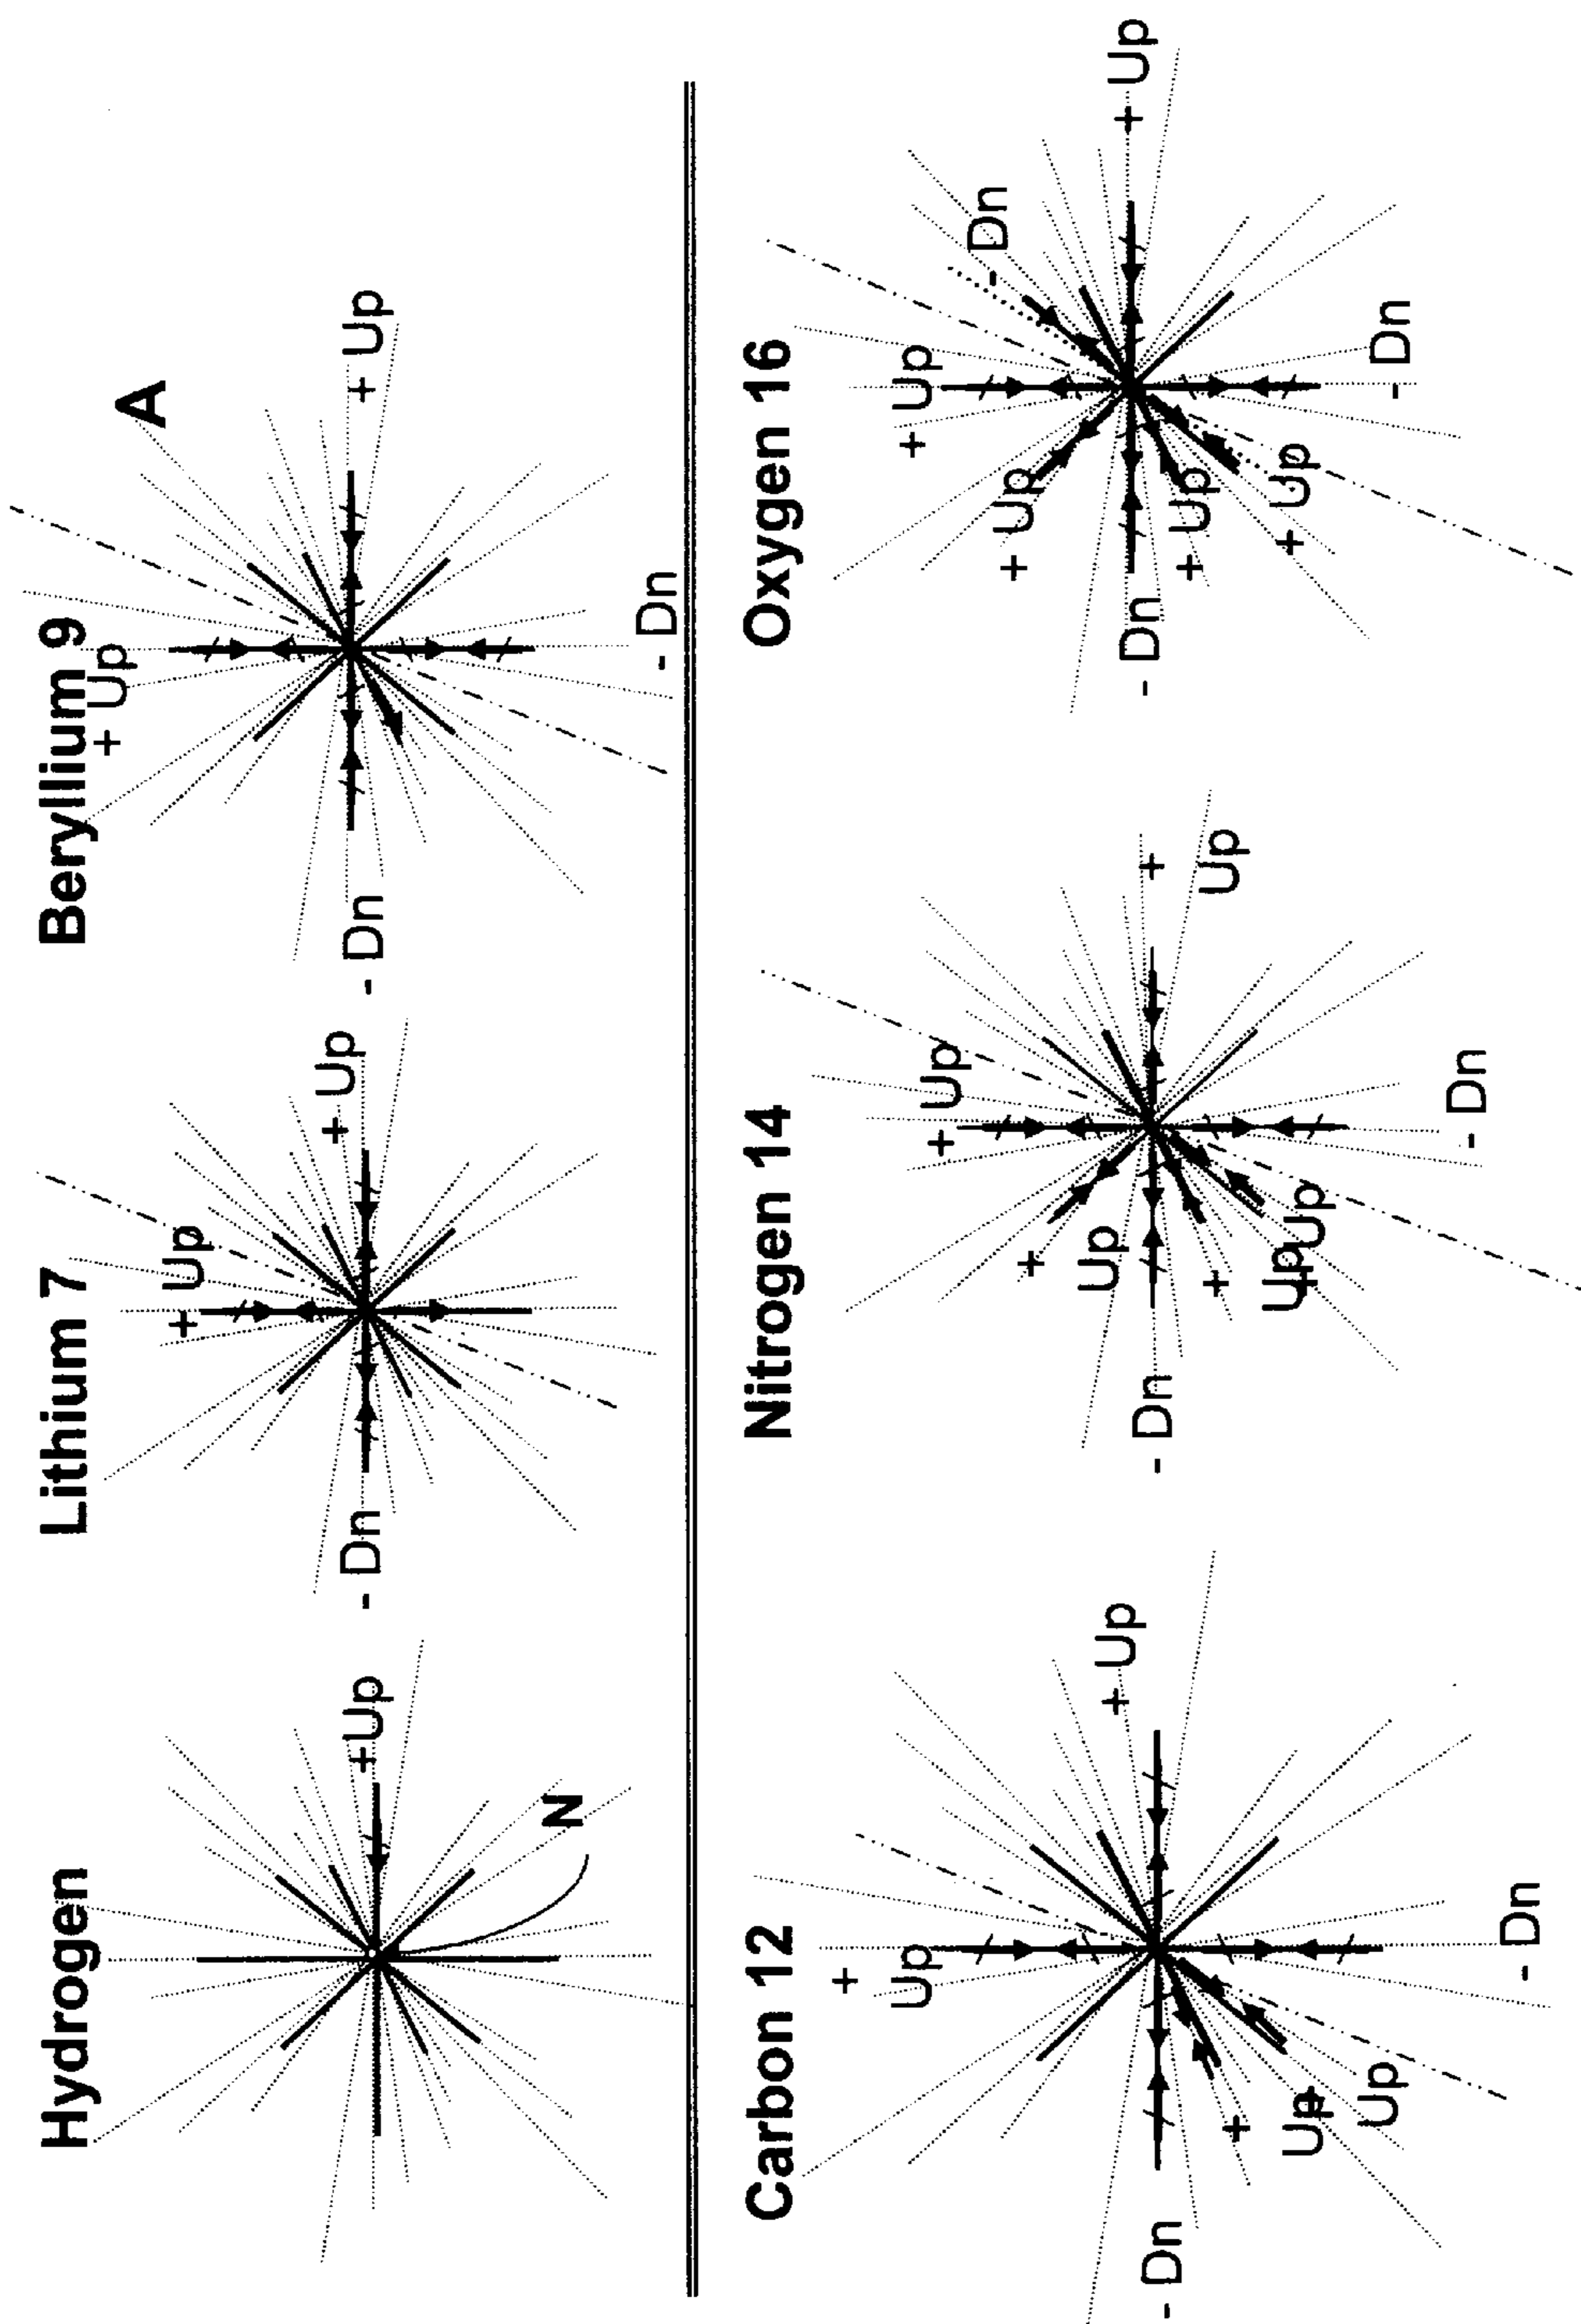 Hydrogen
+Up
N
Lithium 7
+ Up
+ Up
- Dn
Beryllium 9
+ Up
A
- Dn
+ Up
- Dn
Carbon 12
+
Up
+ Up
- Dn
+
Up
+
Up
- Dn
Nitrogen 14
+ Up
+
Up
- Dn
+
Up
+
Up
+
Up
- Dn
Oxygen 16
+ Up
- Dn
+ Up
- Dn
+ Up
+ Up
+ Up
- Dn